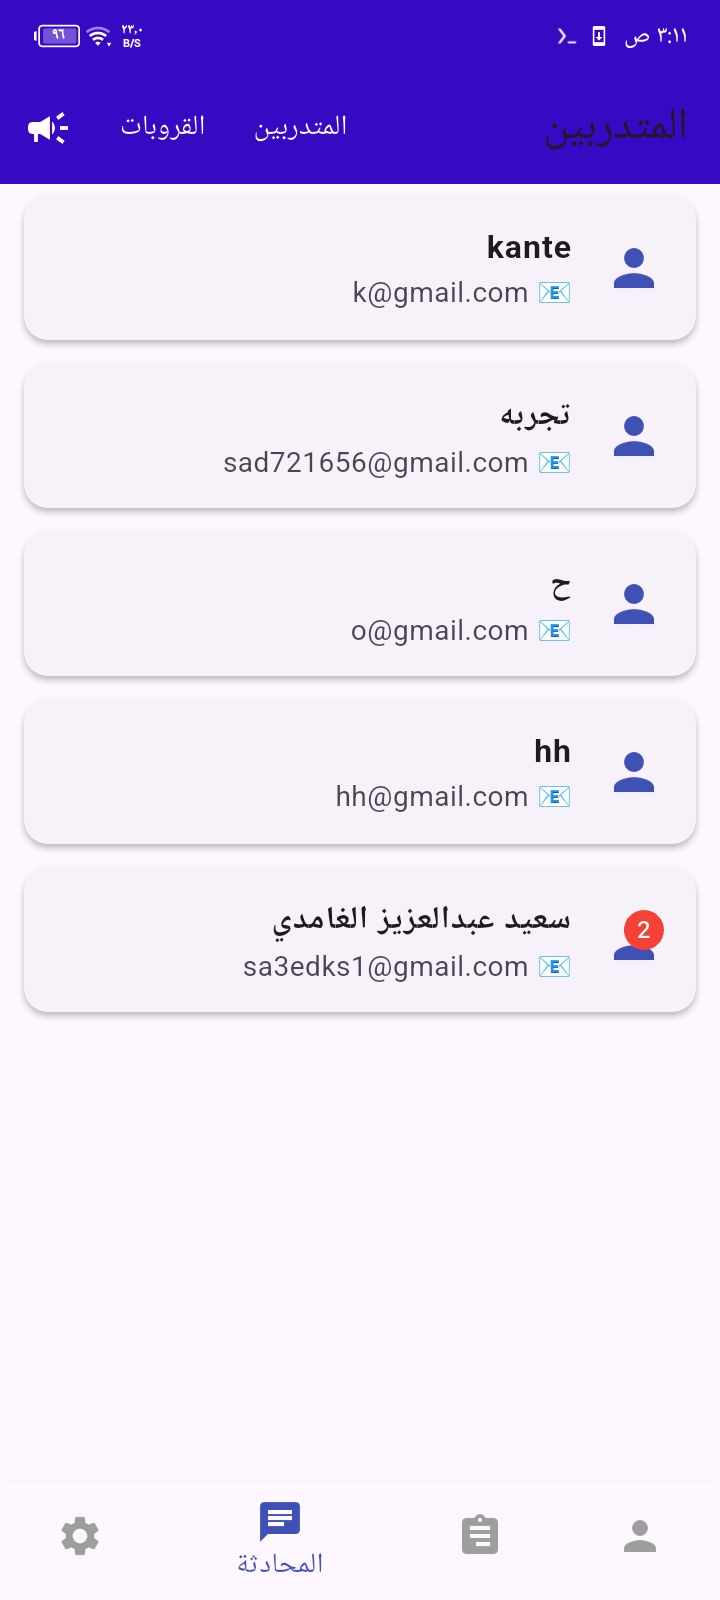 ٣:١١ ص
٢٣,٠
B/S
٩٦
المتدربين
المتدربين
القروبات
kante
📧 k@gmail.com
تجربه
📧 sad721656@gmail.com
ح
📧 o@gmail.com
hh
📧 hh@gmail.com
2
سعيد عبدالعزيز الغامدي
📧 sa3edks1@gmail.com
المحادثة